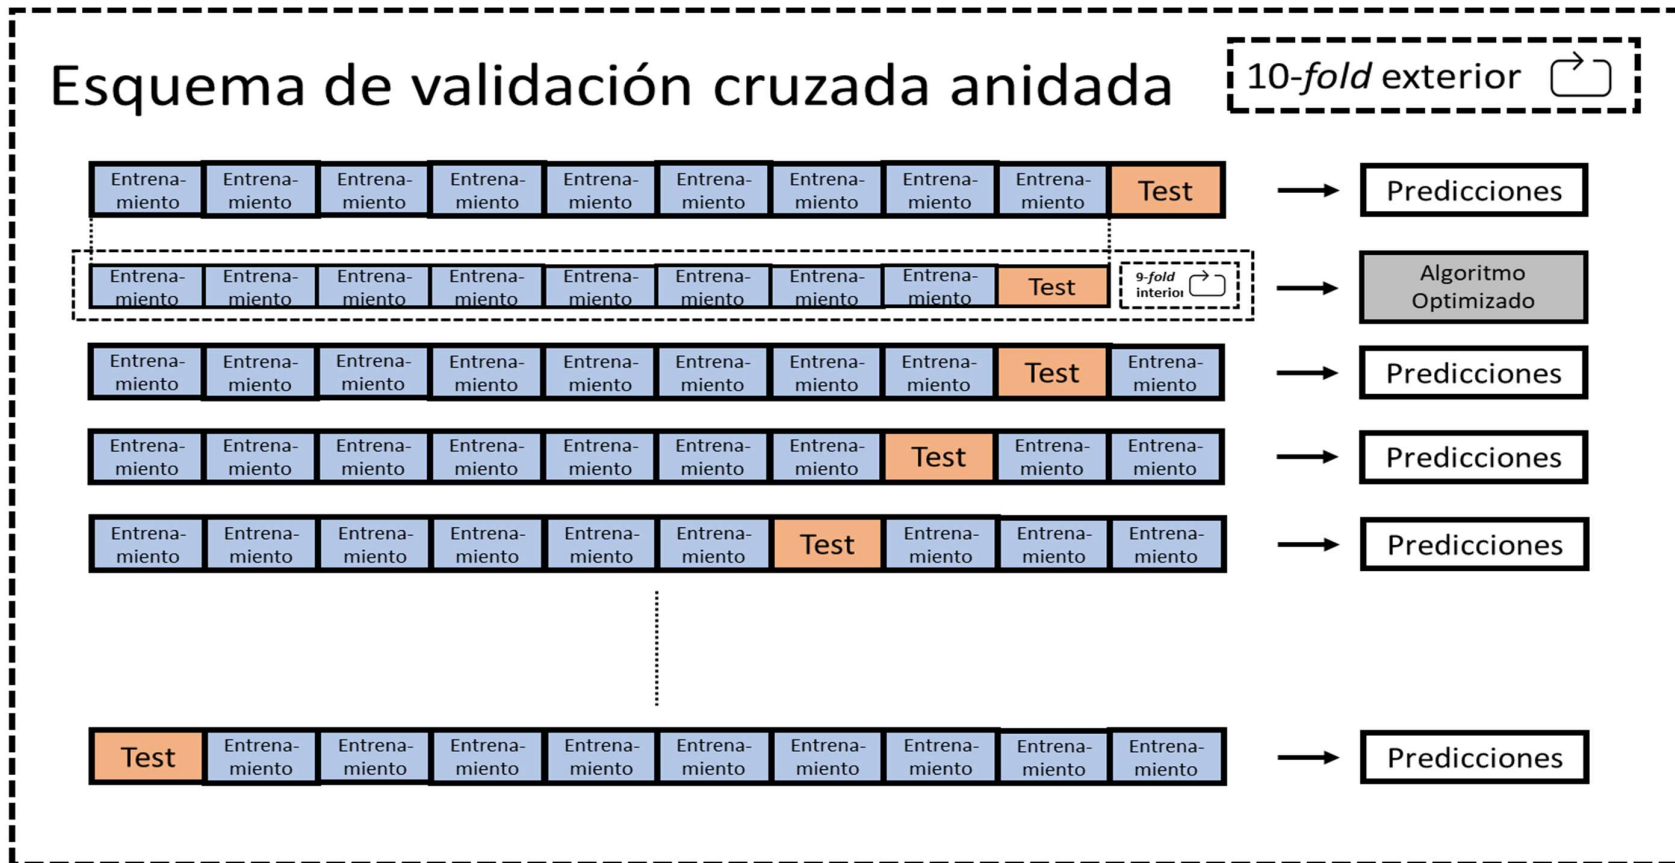 Esquema de validación cruzada anidada
10-fold exterior
Entrena- Entrena- Entrena- Entrena- Entrena- Entrena- Entrena- Entrena- Entrena- Test Predicciones
miento miento miento miento miento miento miento miento miento
Entrena- Entrena- Entrena- Entrena- Entrena- Entrena- Entrena- Entrena- Test 9-fold Algoritmo
miento miento miento miento miento miento miento miento interior Optimizado
Entrena- Entrena- Entrena- Entrena- Entrena- Entrena- Entrena- Entrena- Test Entrena- Predicciones
miento miento miento miento miento miento miento miento miento
Entrena- Entrena- Entrena- Entrena- Entrena- Entrena- Entrena- Test Entrena- Entrena- Predicciones
miento miento miento miento miento miento miento miento miento
Entrena- Entrena- Entrena- Entrena- Entrena- Entrena- Test Entrena- Entrena- Entrena- Predicciones
miento miento miento miento miento miento miento miento miento
Test Entrena- Entrena- Entrena- Entrena- Entrena- Entrena- Entrena- Entrena- Entrena- Predicciones
miento miento miento miento miento miento miento miento miento